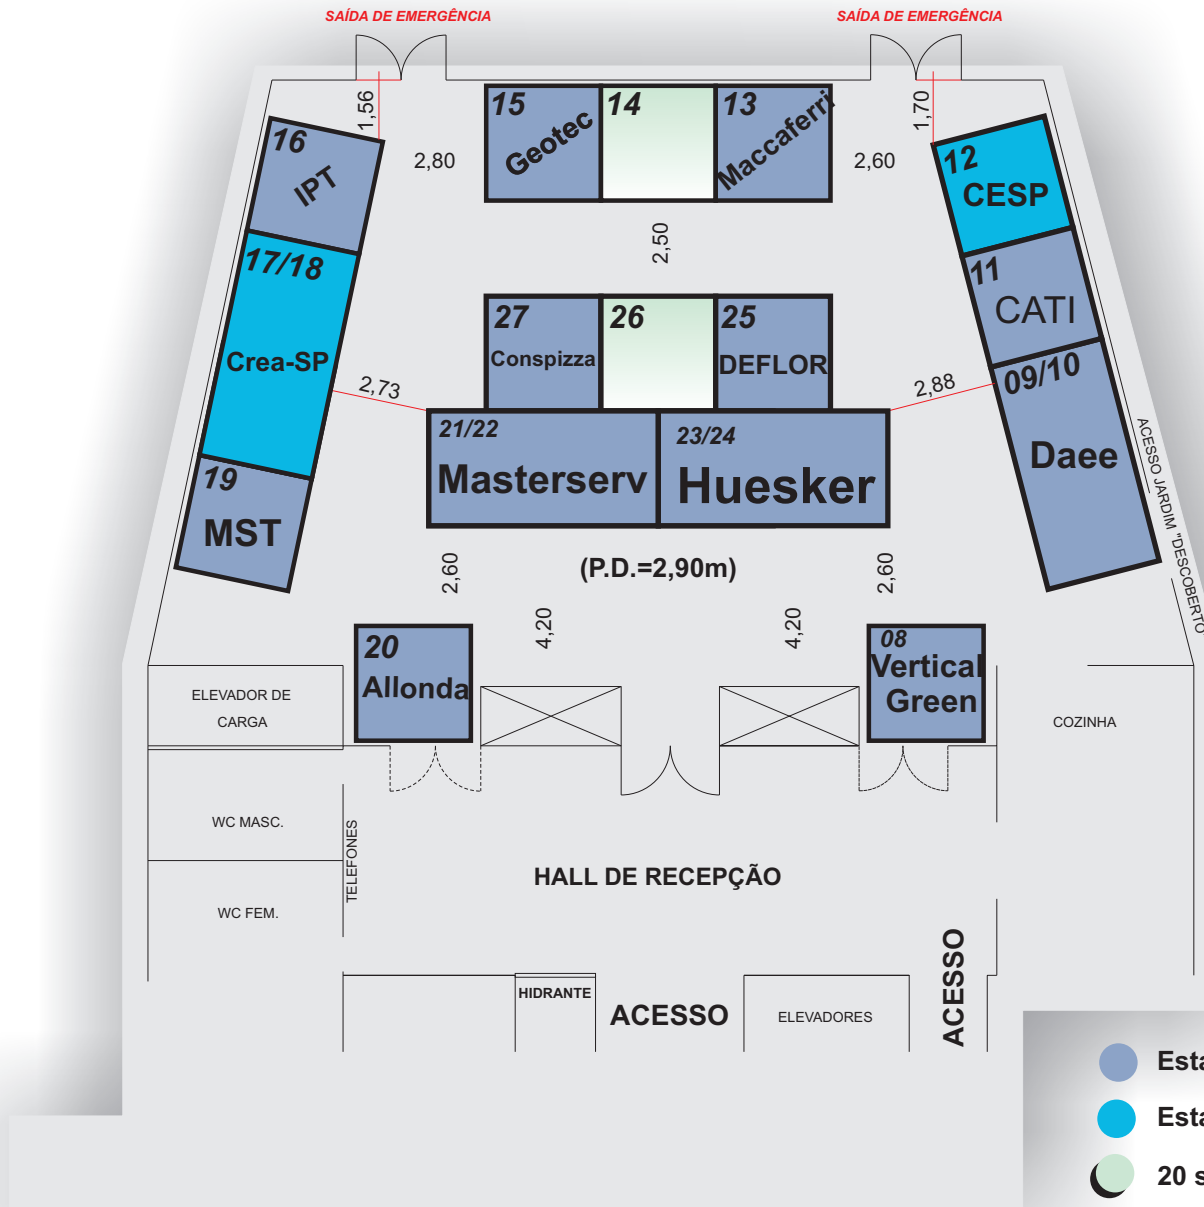 SAÍDA DE EMERGÊNCIA
SAÍDA DE EMERGÊNCIA
1,56
2,80
15
Geotec
14
13
Maccaferri
2,60
1,70
16
IPT
12
CESP
2,50
17/18
Crea-SP
11
CATI
27
Conspizza
26
25
DEFLOR
09/10
Daee
2,73
2,88
21/22
Masterserv
23/24
Huesker
19
MST
ACESSO JARDIM "DESCOBERTO
2,60
(P.D.=2,90m)
2,60
4,20
4,20
20
Allonda
08
Vertical
Green
ELEVADOR DE
CARGA
COZINHA
WC MASC.
TELEFONES
WC FEM.
HALL DE RECEPÇÃO
HIDRANTE
ACESSO
ELEVADORES
ACESSO
Esta
Esta
20 s